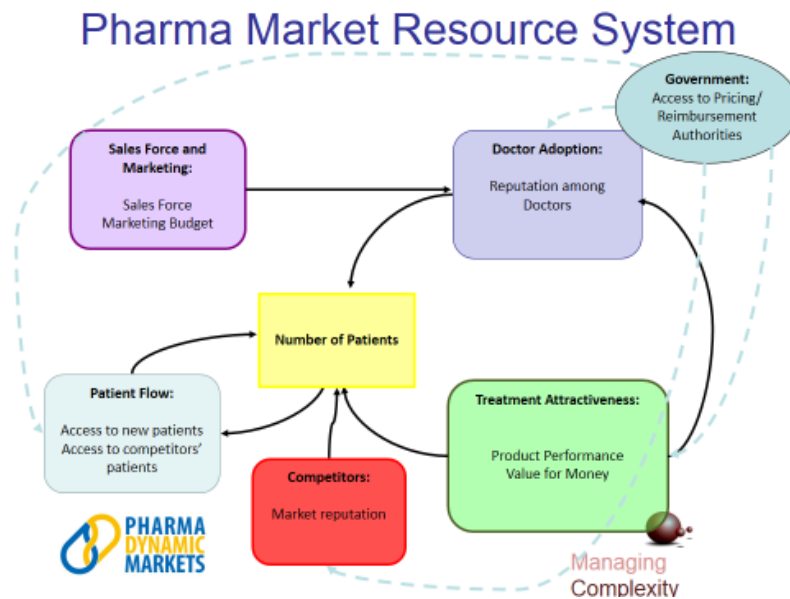 Pharma Market Resource System
Government:
Access to Pricing/
Reimbursement
Authorities
Sales Force and
Marketing:
Sales Force
Marketing Budget
Doctor Adoption:
Reputation among
Doctors
Number of Patients
Patient Flow:
Access to new patients
Access to competitors'
patients
Treatment Attractiveness:
Product Performance
Value for Money
Competitors:
Market reputation
PHARMA
DYNAMIC
MARKETS
Managing
Complexity